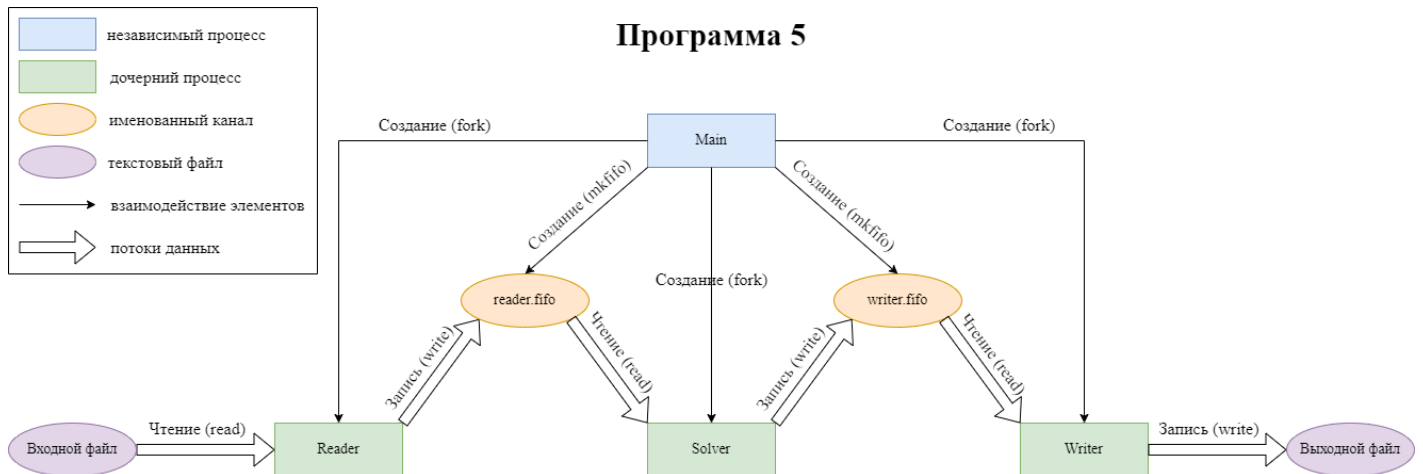 Программа 5
независимый процесс
дочерний процесс
именованный канал
текстовый файл
взаимодействие элементов
потоки данных
Создание (fork)
Main
Создание (fork)
Создание (mkfifo)
Создание (fork)
Создание (mkfifo)
reader.fifo
writer.fifo
Запись (write)
Чтение (read)
Запись (write)
Чтение (read)
Входной файл
Чтение (read)
Reader
Solver
Writer
Запись (write)
Выходной файл